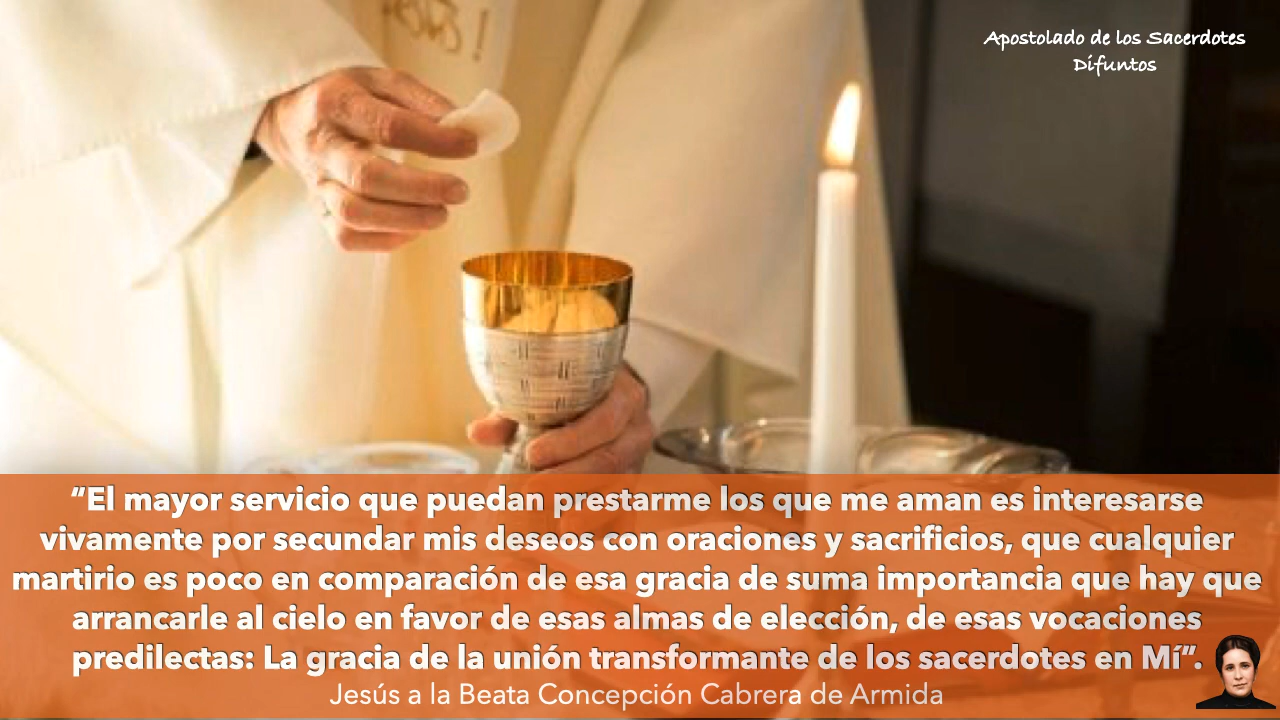 Apostolado de los Sacerdotes
Difuntos
“El mayor servicio que puedan prestarme los que me aman es interesarse
vivamente por secundar mis deseos con oraciones y sacrificios, que cualquier
martirio es poco en comparación de esa gracia de suma importancia que hay que
arrancarle al cielo en favor de esas almas de elección, de esas vocaciones
predilectas: La gracia de la unión transformante de los sacerdotes en Mí”.
Jesús a la Beata Concepción Cabrera de Armida